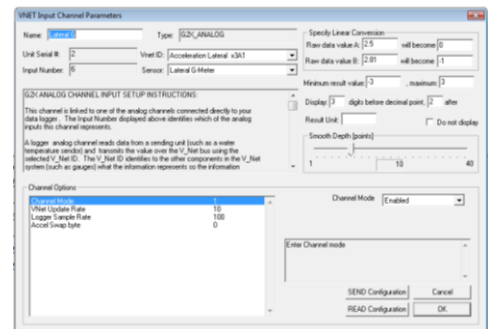 VNET Input Channel Parameters
Name: Lateral G
Type: G2X_ANALOG
Unit Serial #: 2
Vnet ID: Acceleration Lateral x3A1
Input Number: 6
Sensor: Lateral G-Meter
G2X ANALOG CHANNEL INPUT SETUP INSTRUCTIONS:
This channel is linked to one of the analog channels connected directly to your
data logger. The Input Number displayed above identifies which of the analog
inputs this channel represents.
A logger analog channel reads data from a sending unit (such as a water
temperature sendor) and transmits the value over the V_Net bus using the
selected V_Net ID. The V_Net ID identifies to the other components in the V_Net
system (such as gauges) what the information represents so the information
Specify Linear Conversion
Raw data value A: 2.5 will become 0
Raw data value B: 2.81 will become -1
Minimum result value: -3 , maximum: 3
Display: 3 digits before decimal point, 2 after
Result Unit:
Do not display
Smooth Depth (points)
1 10 40
Channel Options
Channel Mode 1
VNet Update Rate 10
Logger Sample Rate 100
Accel Swap byte 0
Channel Mode Enabled
Enter Channel mode
SEND Configuration Cancel
READ Configuration OK